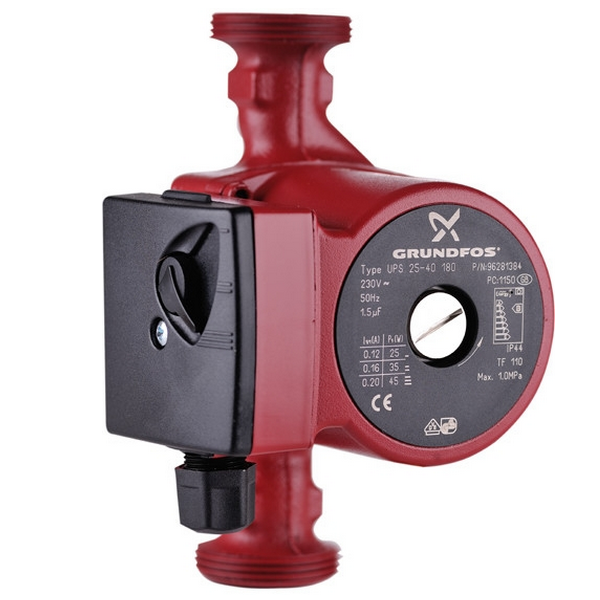 GRUNDFOS
Type UPS 25-40 180 P/N:96281384
230V~ PC:1150 GB
50Hz
1.5µF
I₁/₁(A) P₁(W)
0.12 25
0.16 35
0.20 45
IP44
TF 110
Max. 1.0MPa
CE